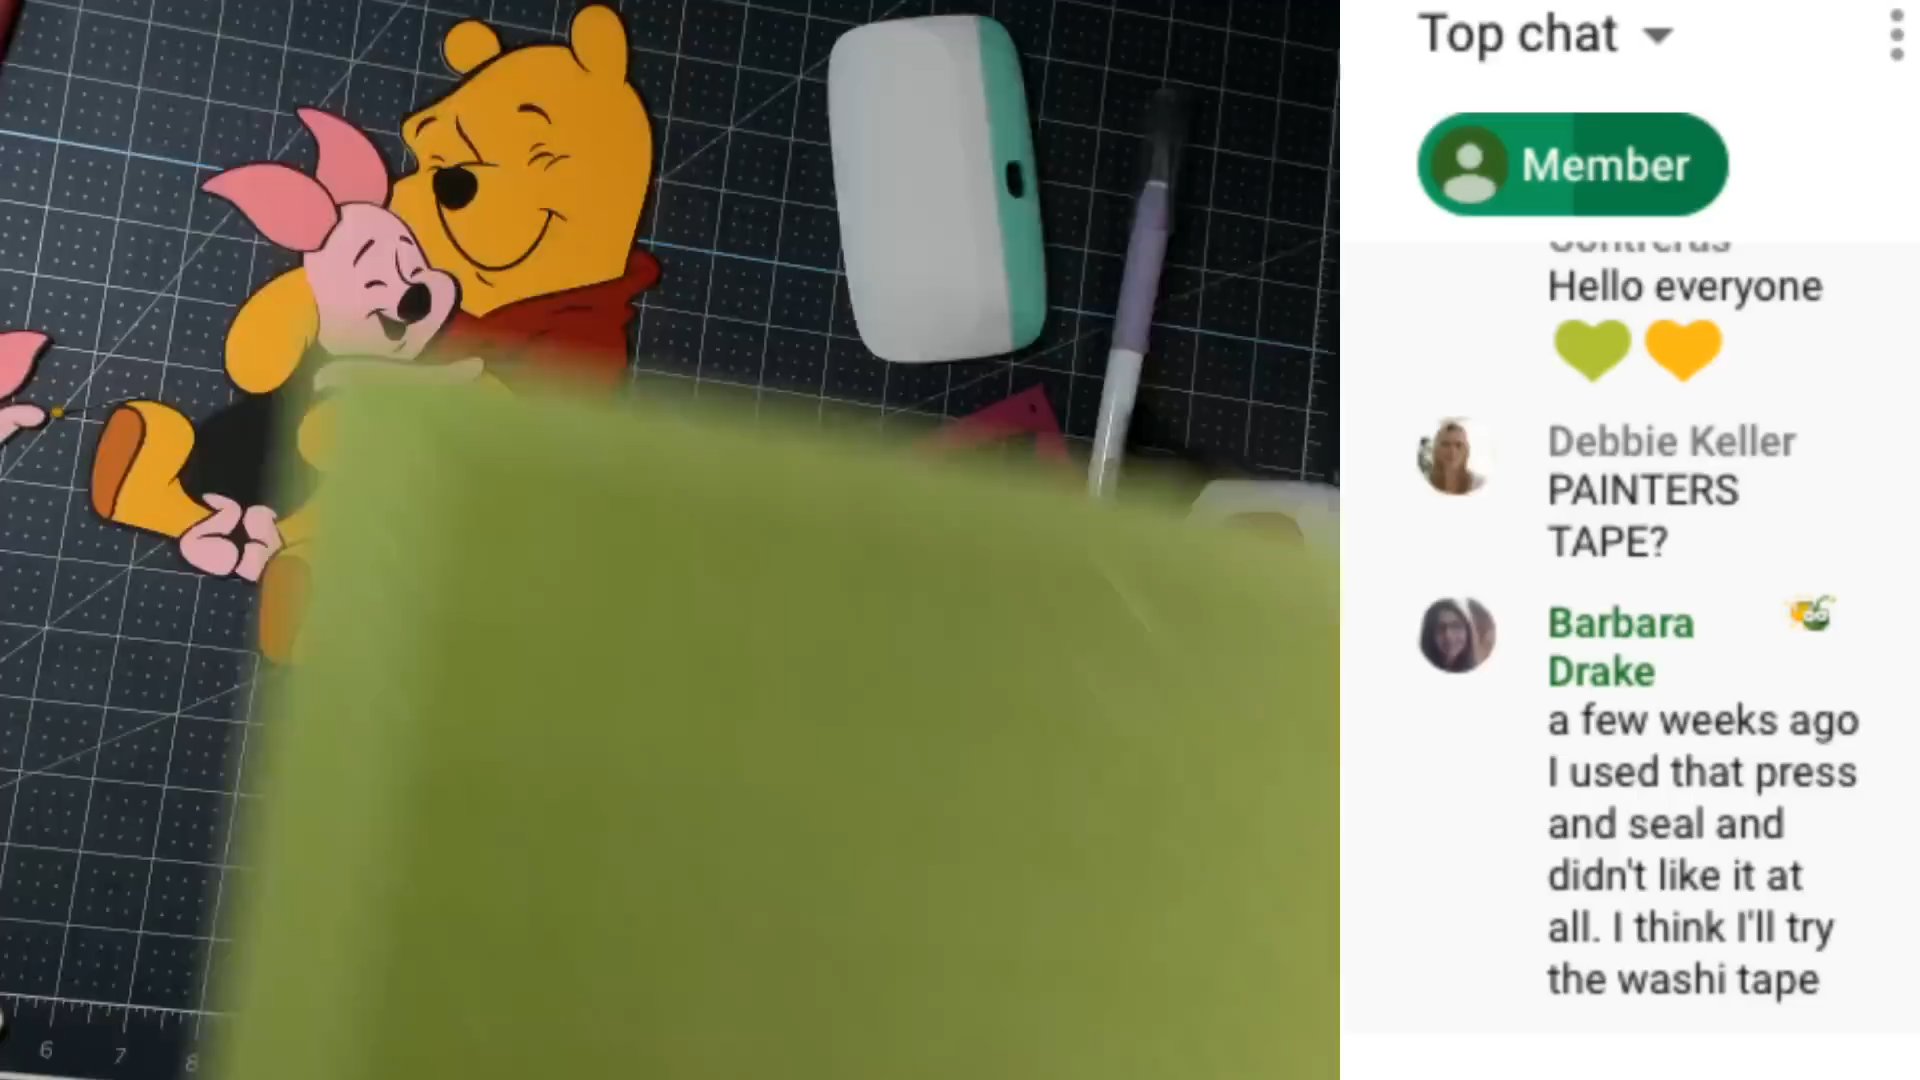 Top chat
Member
Hello everyone
Debbie Keller
PAINTERS
TAPE?
Barbara
Drake
a few weeks ago
I used that press
and seal and
didn't like it at
all. I think I'll try
the washi tape
6
7
8